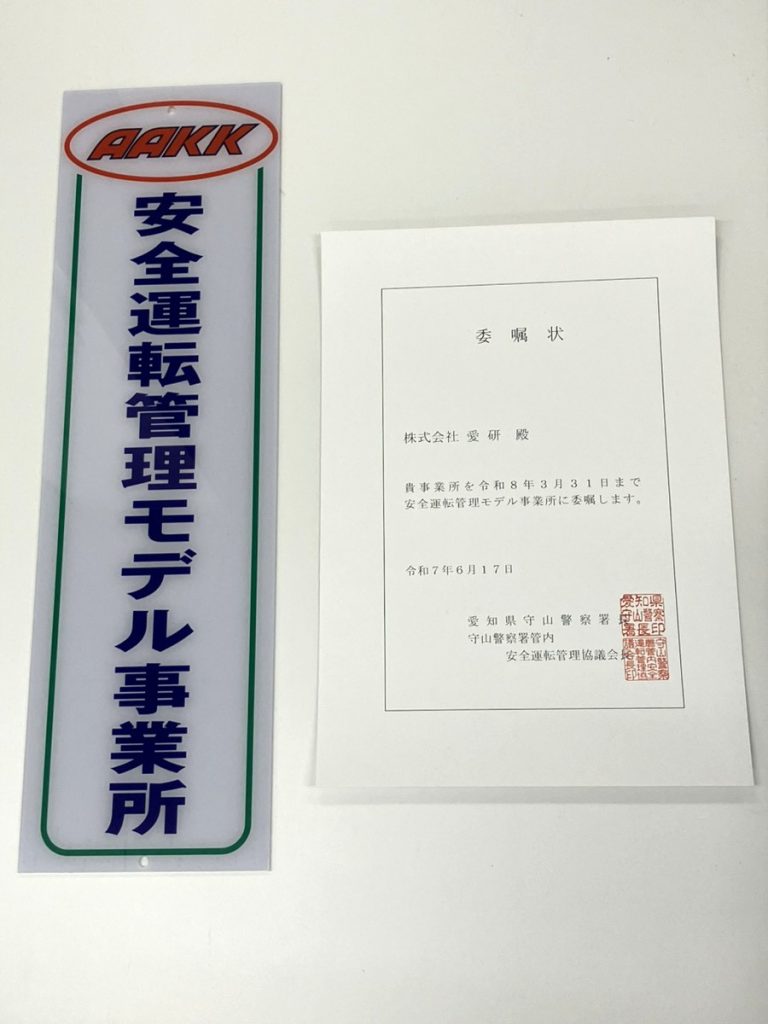 AAKK
安全運転管理モデル事業所
委嘱状
株式会社 愛研 殿
貴事業所を令和8年3月31日まで
安全運転管理モデル事業所に委嘱します。
令和7年6月17日
愛知県守山警察署長
守山警察署管内
安全運転管理協議会長